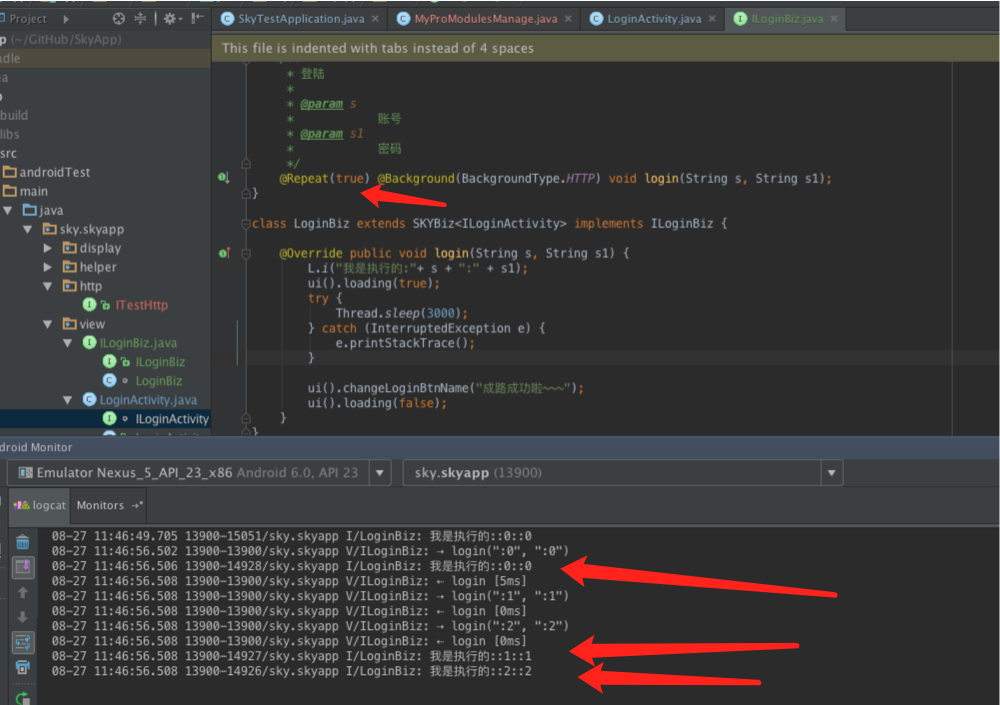 Project
SkyTestApplication.java
MyProModulesManage.java
LoginActivity.java
ILoginBiz.java
p (~/GitHub/SkyApp)
This file is indented with tabs instead of 4 spaces
dle
a
build
libs
src
androidTest
main
java
sky.skyapp
display
helper
http
ITestHttp
view
ILoginBiz.java
ILoginBiz
LoginBiz
LoginActivity.java
ILoginActivity
* 登陆
*
* @param s
* 账号
* @param s1
* 密码
*/
@Repeat(true) @Background(BackgroundType.HTTP) void login(String s, String s1);
}
class LoginBiz extends SKYBiz<ILoginActivity> implements ILoginBiz {
@Override public void login(String s, String s1) {
L.i("我是执行的:"+ s + ":" + s1);
ui().loading(true);
try {
Thread.sleep(3000);
} catch (InterruptedException e) {
e.printStackTrace();
}
ui().changeLoginBtnName("成路成功啦~~~");
ui().loading(false);
}
}
droid Monitor
Emulator Nexus_5_API_23_x86 Android 6.0, API 23
sky.skyapp (13900)
logcat
Monitors
08-27 11:46:49.705 13900-15051/sky.skyapp I/LoginBiz: 我是执行的::0::0
08-27 11:46:56.502 13900-13900/sky.skyapp V/ILoginBiz: ⇢ login(":0", ":0")
08-27 11:46:56.506 13900-14928/sky.skyapp I/LoginBiz: 我是执行的::0::0
08-27 11:46:56.508 13900-13900/sky.skyapp V/ILoginBiz: ⇠ login [5ms]
08-27 11:46:56.508 13900-13900/sky.skyapp V/ILoginBiz: ⇢ login(":1", ":1")
08-27 11:46:56.508 13900-13900/sky.skyapp V/ILoginBiz: ⇠ login [0ms]
08-27 11:46:56.508 13900-13900/sky.skyapp V/ILoginBiz: ⇢ login(":2", ":2")
08-27 11:46:56.508 13900-13900/sky.skyapp V/ILoginBiz: ⇠ login [0ms]
08-27 11:46:56.508 13900-14927/sky.skyapp I/LoginBiz: 我是执行的::1::1
08-27 11:46:56.508 13900-14926/sky.skyapp I/LoginBiz: 我是执行的::2::2